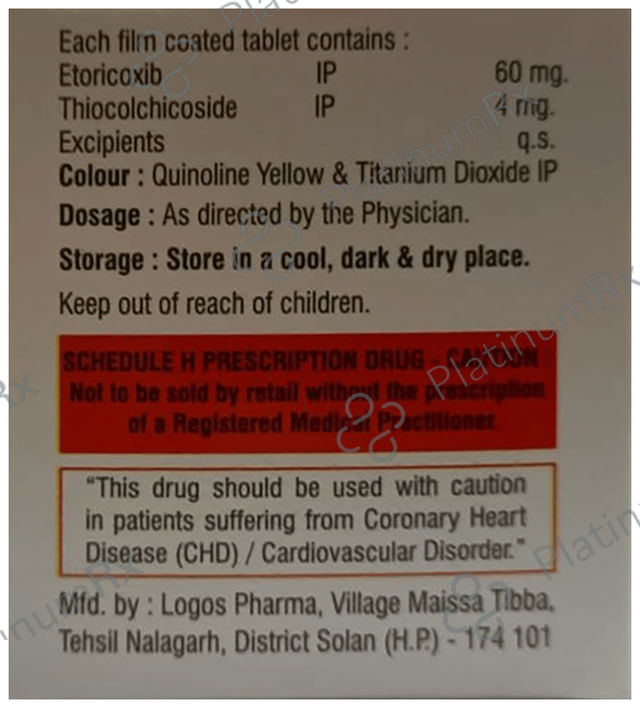 Each film coated tablet contains :
Etoricoxib IP 60 mg.
Thiocolchicoside IP 4 mg.
Excipients q.s.
Colour : Quinoline Yellow & Titanium Dioxide IP
Dosage : As directed by the Physician.
Storage : Store in a cool, dark & dry place.
Keep out of reach of children.
SCHEDULE H PRESCRIPTION DRUG - CAUTION :
Not to be sold by retail without the prescription
of a Registered Medical Practitioner
"This drug should be used with caution
in patients suffering from Coronary Heart
Disease (CHD) / Cardiovascular Disorder."
Mfd. by : Logos Pharma, Village Maissa Tibba,
Tehsil Nalagarh, District Solan (H.P.) - 174 101
PlatinumRx